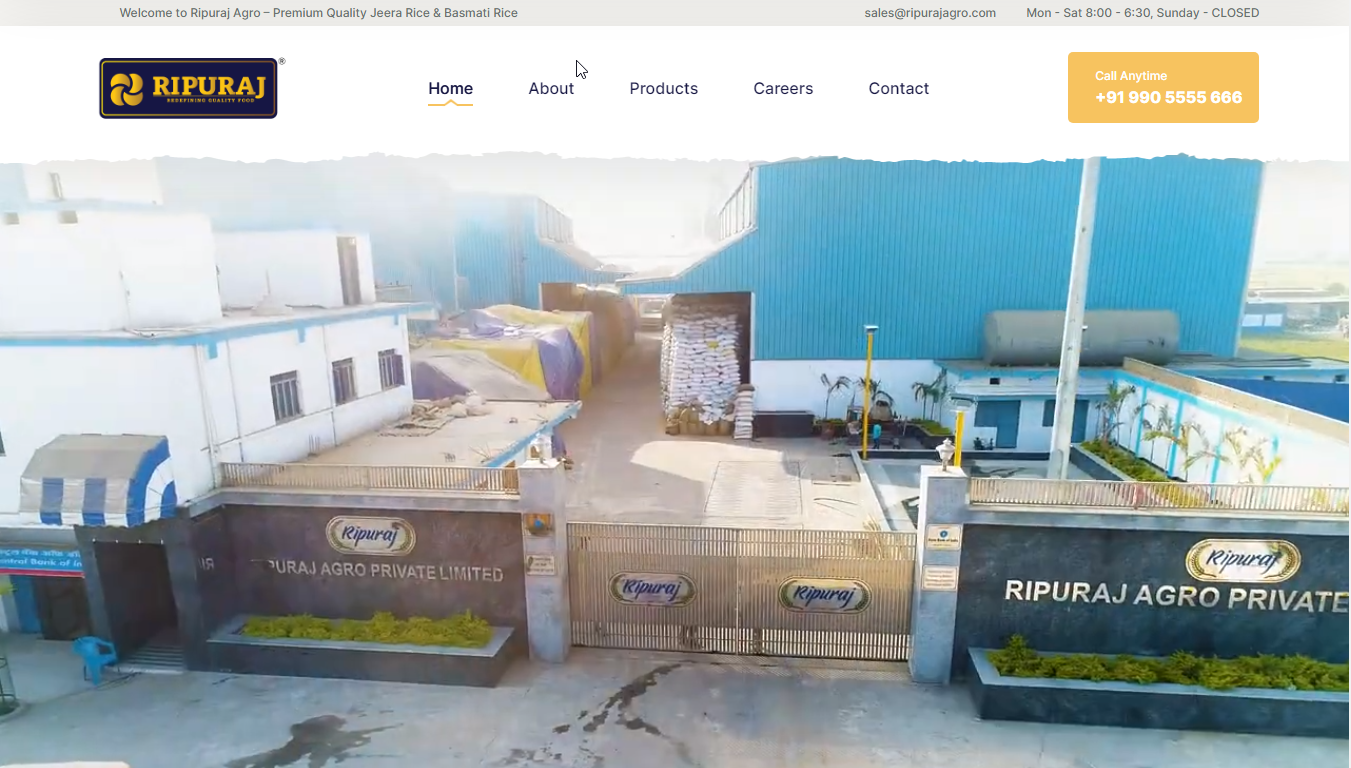 Welcome to Ripuraj Agro – Premium Quality Jeera Rice & Basmati Rice
sales@ripurajagro.com
Mon - Sat 8:00 - 6:30, Sunday - CLOSED
RIPURAJ ®
REDEFINING QUALITY FOOD
Home
About
Products
Careers
Contact
Call Anytime
+91 990 5555 666
Ripuraj
PURAJ AGRO PRIVATE LIMITED
Ripuraj
Ripuraj
Ripuraj
RIPURAJ AGRO PRIVATE
entral Bank of In